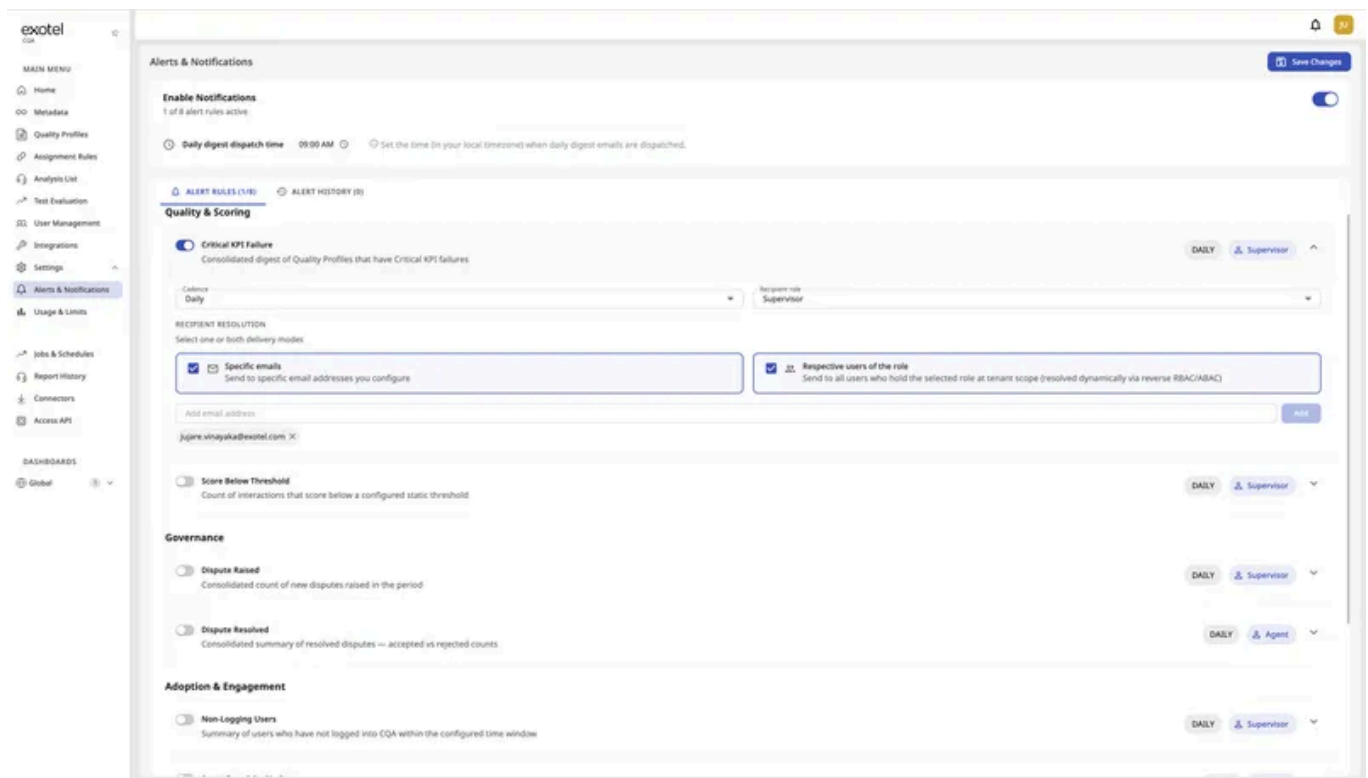 exotel
CQA
MAIN MENU
Home
Metadata
Quality Profiles
Assignment Rules
Analysis List
Test Evaluation
User Management
Integrations
Settings
Alerts & Notifications
Usage & Limits
Jobs & Schedules
Report History
Connectors
Access API
DASHBOARDS
Global
JU
Alerts & Notifications
Save Changes
Enable Notifications
1 of 8 alert rules active
Daily digest dispatch time 09:00 AM Set the time (in your local timezone) when daily digest emails are dispatched.
ALERT RULES (1/8) ALERT HISTORY (0)
Quality & Scoring
Critical KPI Failure
Consolidated digest of Quality Profiles that have Critical KPI failures
DAILY Supervisor
Cadence
Daily
Recipient role
Supervisor
RECIPIENT RESOLUTION
Select one or both delivery modes
Specific emails
Send to specific email addresses you configure
Respective users of the role
Send to all users who hold the selected role at tenant scope (resolved dynamically via reverse RBAC/ABAC)
Add email address
Add
jujare.vinayaka@exotel.com
Score Below Threshold
Count of interactions that score below a configured static threshold
DAILY Supervisor
Governance
Dispute Raised
Consolidated count of new disputes raised in the period
DAILY Supervisor
Dispute Resolved
Consolidated summary of resolved disputes — accepted vs rejected counts
DAILY Agent
Adoption & Engagement
Non-Logging Users
Summary of users who have not logged into CQA within the configured time window
DAILY Supervisor